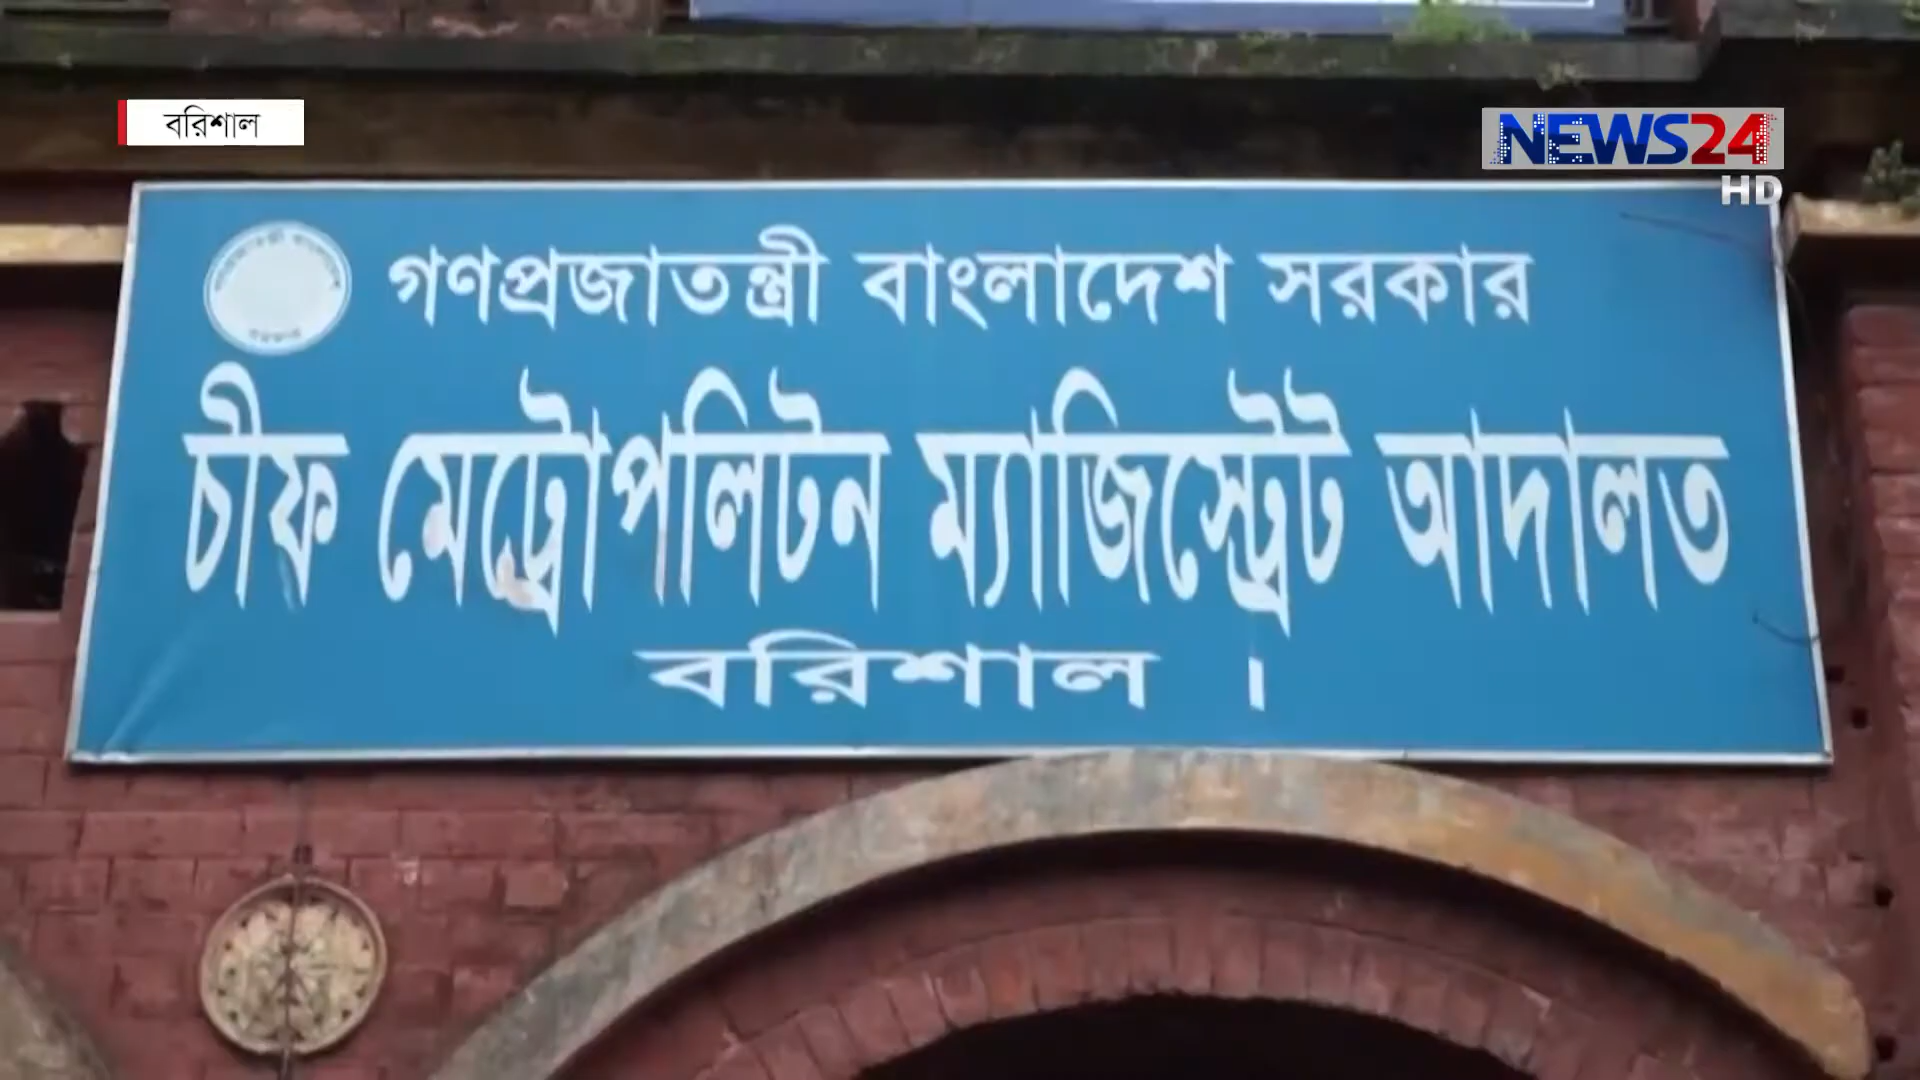 বরিশাল
NEWS24
HD
গণপ্রজাতন্ত্রী বাংলাদেশ সরকার
চীফ মেট্রোপলিটন ম্যাজিস্ট্রেট আদালত
বরিশাল ।